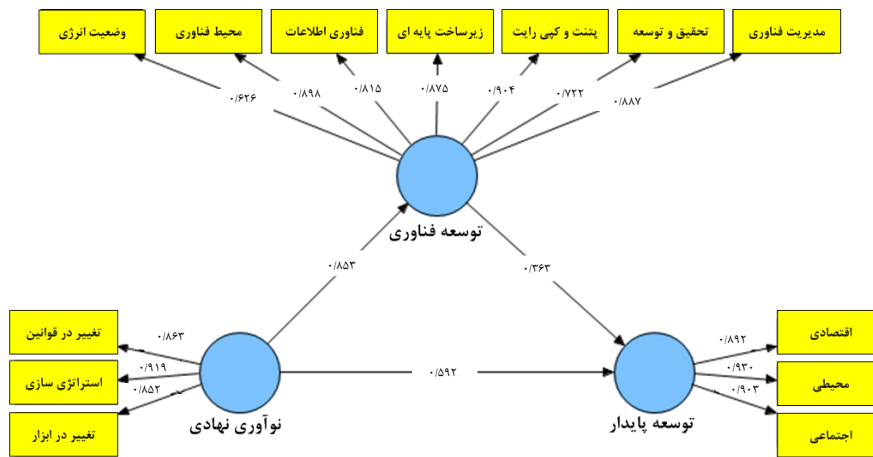 مدیریت فناوری
تحقیق و توسعه
پتنت و کپی رایت
زیرساخت پایه ای
فناوری اطلاعات
محیط فناوری
وضعیت انرژی
۰/۸۸۷
۰/۷۲۲
۰/۹۰۴
۰/۸۷۵
۰/۸۱۵
۰/۸۹۸
۰/۶۲۶
توسعه فناوری
۰/۳۶۳
۰/۸۵۳
اقتصادی
۰/۸۹۲
محیطی
۰/۹۳۰
اجتماعی
۰/۹۰۳
توسعه پایدار
۰/۵۹۲
۰/۸۶۳
تغییر در قوانین
۰/۹۱۹
استراتژی سازی
۰/۸۵۲
تغییر در ابزار
نوآوری نهادی